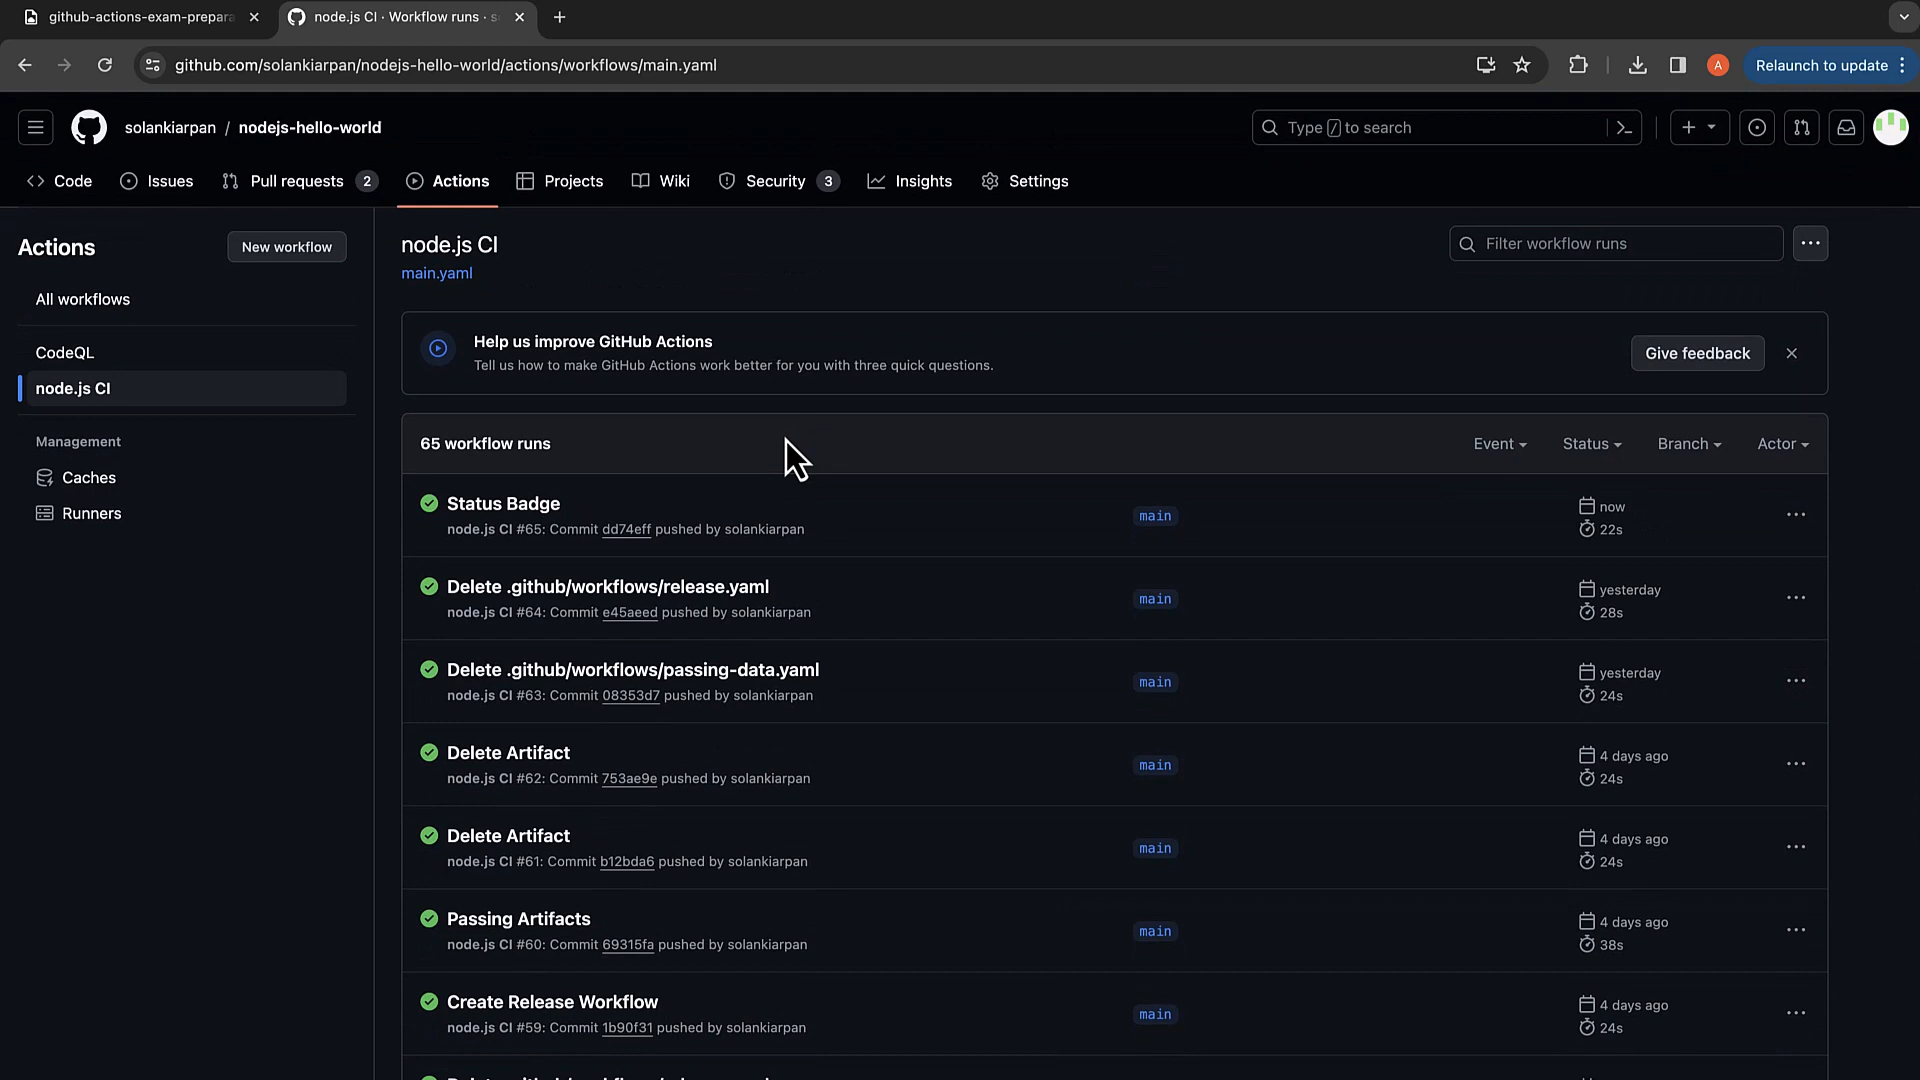 github-actions-exam-prepara
node.js CI · Workflow runs · s
github.com/solankiarpan/nodejs-hello-world/actions/workflows/main.yaml
A
Relaunch to update
solankiarpan / nodejs-hello-world
Type / to search
Code
Issues
Pull requests 2
Actions
Projects
Wiki
Security 3
Insights
Settings
Actions
New workflow
All workflows
CodeQL
node.js CI
Management
Caches
Runners
node.js CI
main.yaml
Filter workflow runs
Help us improve GitHub Actions
Tell us how to make GitHub Actions work better for you with three quick questions.
Give feedback
65 workflow runs
Event
Status
Branch
Actor
Status Badge
node.js CI #65: Commit dd74eff pushed by solankiarpan
main
now
22s
Delete .github/workflows/release.yaml
node.js CI #64: Commit e45aeed pushed by solankiarpan
main
yesterday
28s
Delete .github/workflows/passing-data.yaml
node.js CI #63: Commit 08353d7 pushed by solankiarpan
main
yesterday
24s
Delete Artifact
node.js CI #62: Commit 753ae9e pushed by solankiarpan
main
4 days ago
24s
Delete Artifact
node.js CI #61: Commit b12bda6 pushed by solankiarpan
main
4 days ago
24s
Passing Artifacts
node.js CI #60: Commit 69315fa pushed by solankiarpan
main
4 days ago
38s
Create Release Workflow
node.js CI #59: Commit 1b90f31 pushed by solankiarpan
main
4 days ago
24s